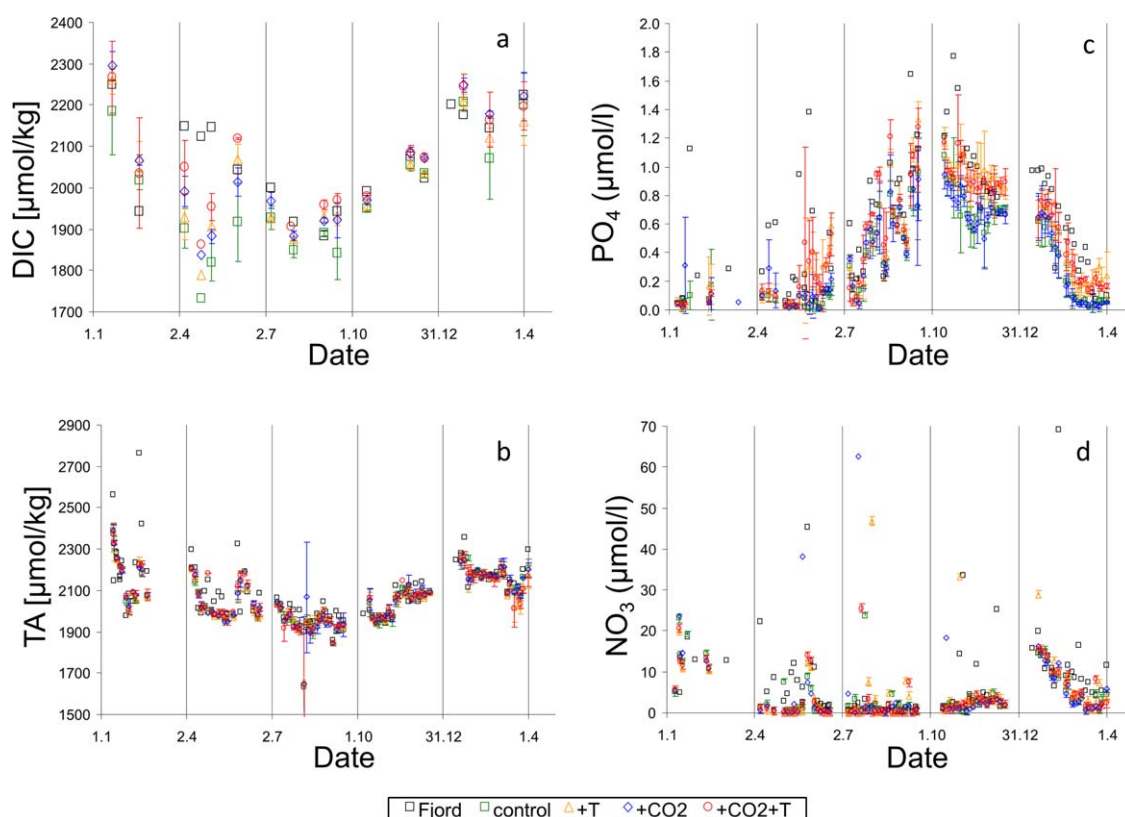 a
DIC [µmol/kg]
2400
2300
2200
2100
2000
1900
1800
1700
1.1 2.4 2.7 1.10 31.12 1.4
Date
c
PO4 (µmol/l)
2.0
1.8
1.6
1.4
1.2
1.0
0.8
0.6
0.4
0.2
0.0
1.1 2.4 2.7 1.10 31.12 1.4
Date
b
TA [µmol/kg]
2900
2700
2500
2300
2100
1900
1700
1500
1.1 2.4 2.7 1.10 31.12 1.4
Date
d
NO3 (µmol/l)
70
60
50
40
30
20
10
0
1.1 2.4 2.7 1.10 31.12 1.4
Date
Fjord control +T +CO2 +CO2+T